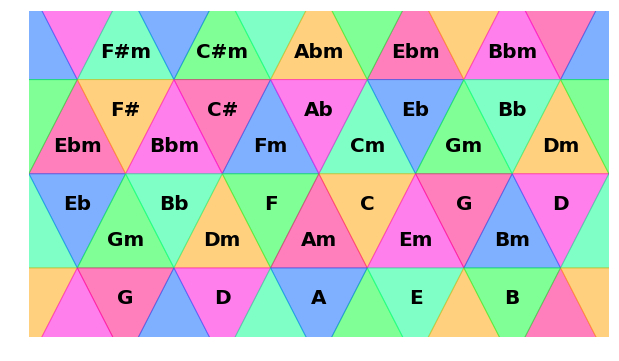 F#m C#m Abm Ebm Bbm
F# C# Ab Eb Bb
Ebm Bbm Fm Cm Gm Dm
Eb Bb F C G D
Gm Dm Am Em Bm
G D A E B